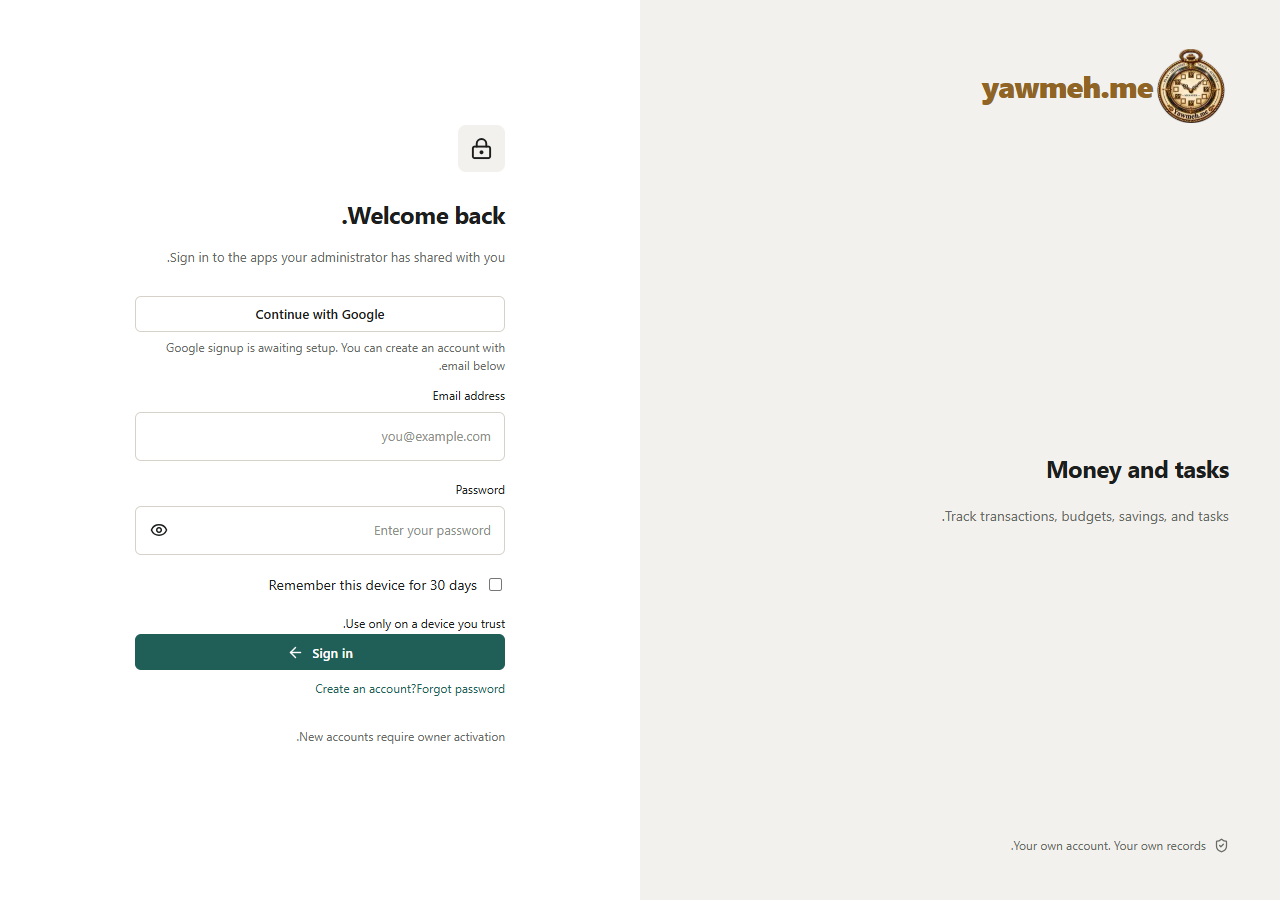 yawmeh.me
Yawmeh.me
Money and tasks
.Track transactions, budgets, savings, and tasks
.Your own account. Your own records
.Welcome back
.Sign in to the apps your administrator has shared with you
Continue with Google
Google signup is awaiting setup. You can create an account with
.email below
Email address
you@example.com
Password
Enter your password
Remember this device for 30 days
.Use only on a device you trust
Sign in
Create an account?Forgot password
.New accounts require owner activation